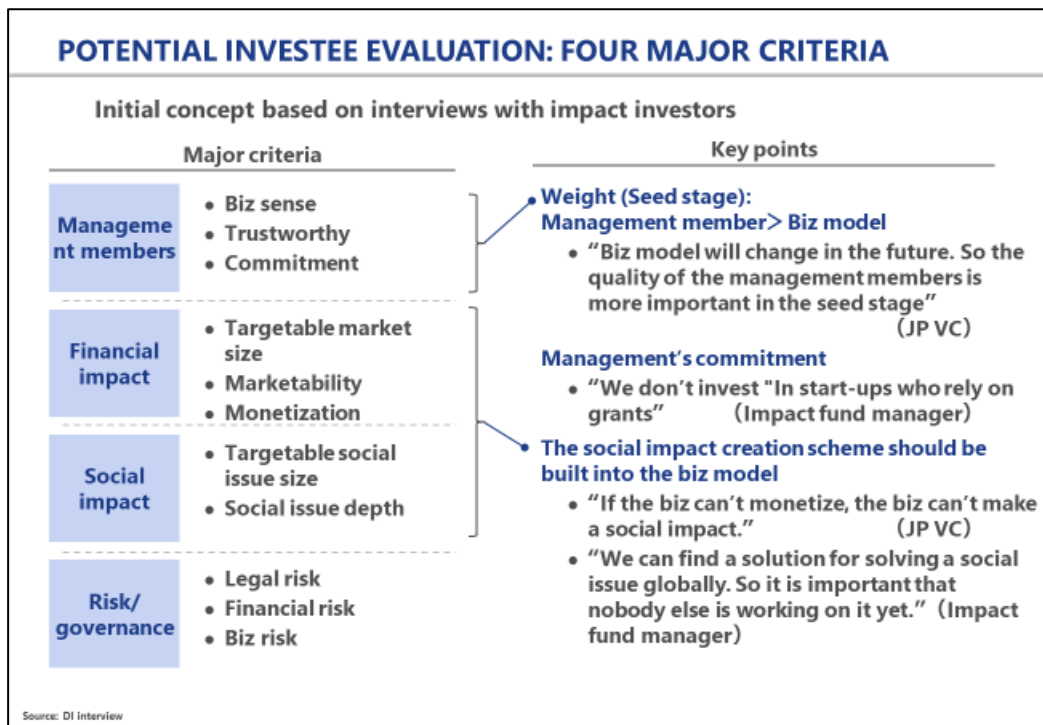 POTENTIAL INVESTEE EVALUATION: FOUR MAJOR CRITERIA
Initial concept based on interviews with impact investors
Major criteria
Manageme
nt members
• Biz sense
• Trustworthy
• Commitment
Financial
impact
• Targetable market
size
• Marketability
• Monetization
Social
impact
• Targetable social
issue size
• Social issue depth
Risk/
governance
• Legal risk
• Financial risk
• Biz risk
Key points
Weight (Seed stage):
Management member> Biz model
• “Biz model will change in the future. So the
quality of the management members is
more important in the seed stage”
(JP VC)
Management’s commitment
• “We don’t invest "In start-ups who rely on
grants” (Impact fund manager)
The social impact creation scheme should be
built into the biz model
• “If the biz can’t monetize, the biz can’t make
a social impact.” (JP VC)
• “We can find a solution for solving a social
issue globally. So it is important that
nobody else is working on it yet.” (Impact
fund manager)
Source: DI interview